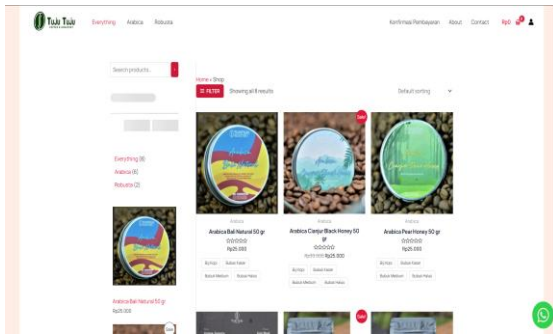 TUJU TUJU
Everything Arabica Robusta
Konfirmasi Pembayaran About Contact Rp0
Search products...
Home » Shop
FILTER Showing all 8 results
Default sorting
Everything (8)
Arabica (6)
Robusta (2)
Arabica Bali Natural 50 gr
Rp25.000
Sale!
Arabica
Arabica Bali Natural 50 gr
Rp25.000
Biji Kopi Bubuk Kasar
Bubuk Medium Bubuk Halus
Sale!
Arabica
Arabica Cianjur Black Honey 50
gr
Rp25.000
Biji Kopi Bubuk Kasar
Bubuk Medium Bubuk Halus
Arabica
Arabica Pear Honey 50 gr
Rp25.000
Biji Kopi Bubuk Kasar
Bubuk Medium Bubuk Halus
Sale!